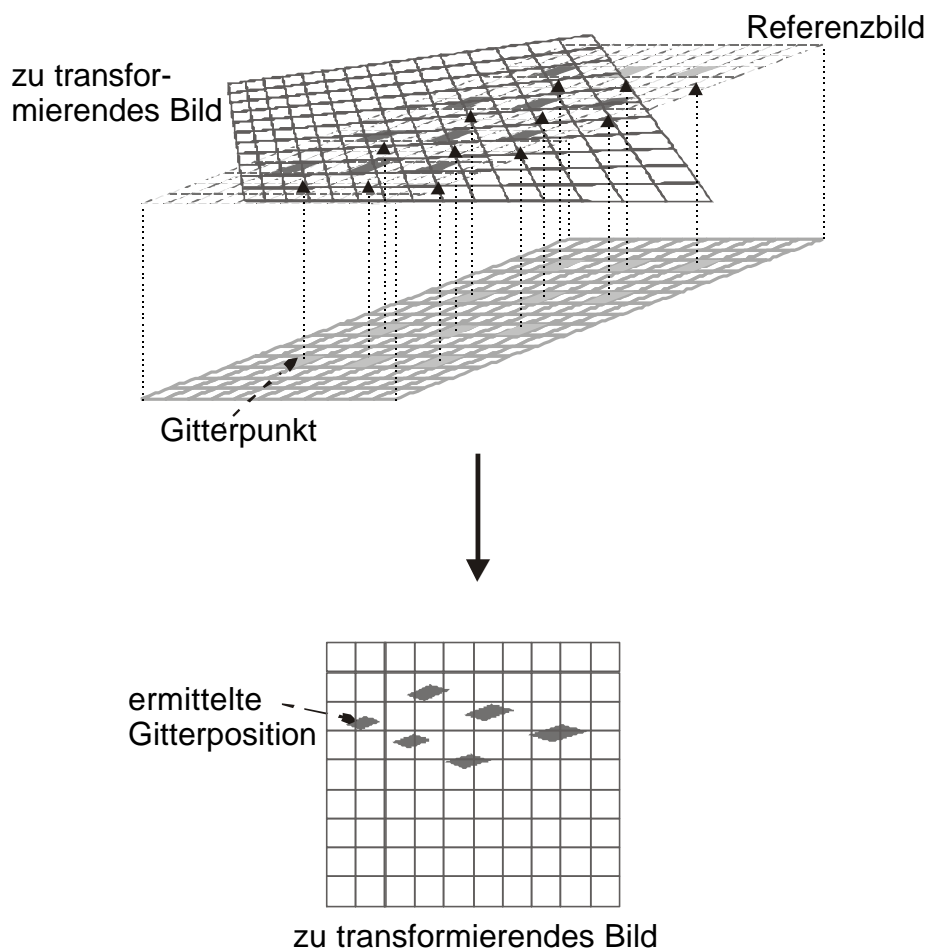 Referenzbild
zu transfor-
mierendes Bild
Gitterpunkt
ermittelte
Gitterposition
zu transformierendes Bild